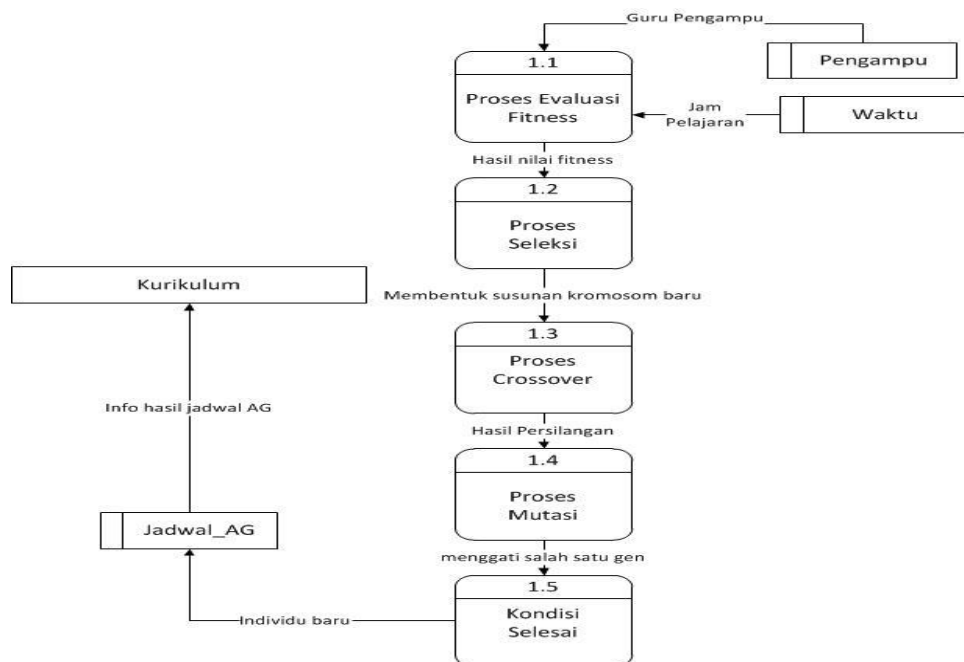 Guru Pengampu
Pengampu
1.1
Proses Evaluasi
Fitness
Jam
Pelajaran
Waktu
Hasil nilai fitness
1.2
Proses
Seleksi
Kurikulum
Membentuk susunan kromosom baru
1.3
Proses
Crossover
Info hasil jadwal AG
Hasil Persilangan
1.4
Proses
Mutasi
Jadwal_AG
menggati salah satu gen
1.5
Kondisi
Selesai
Individu baru